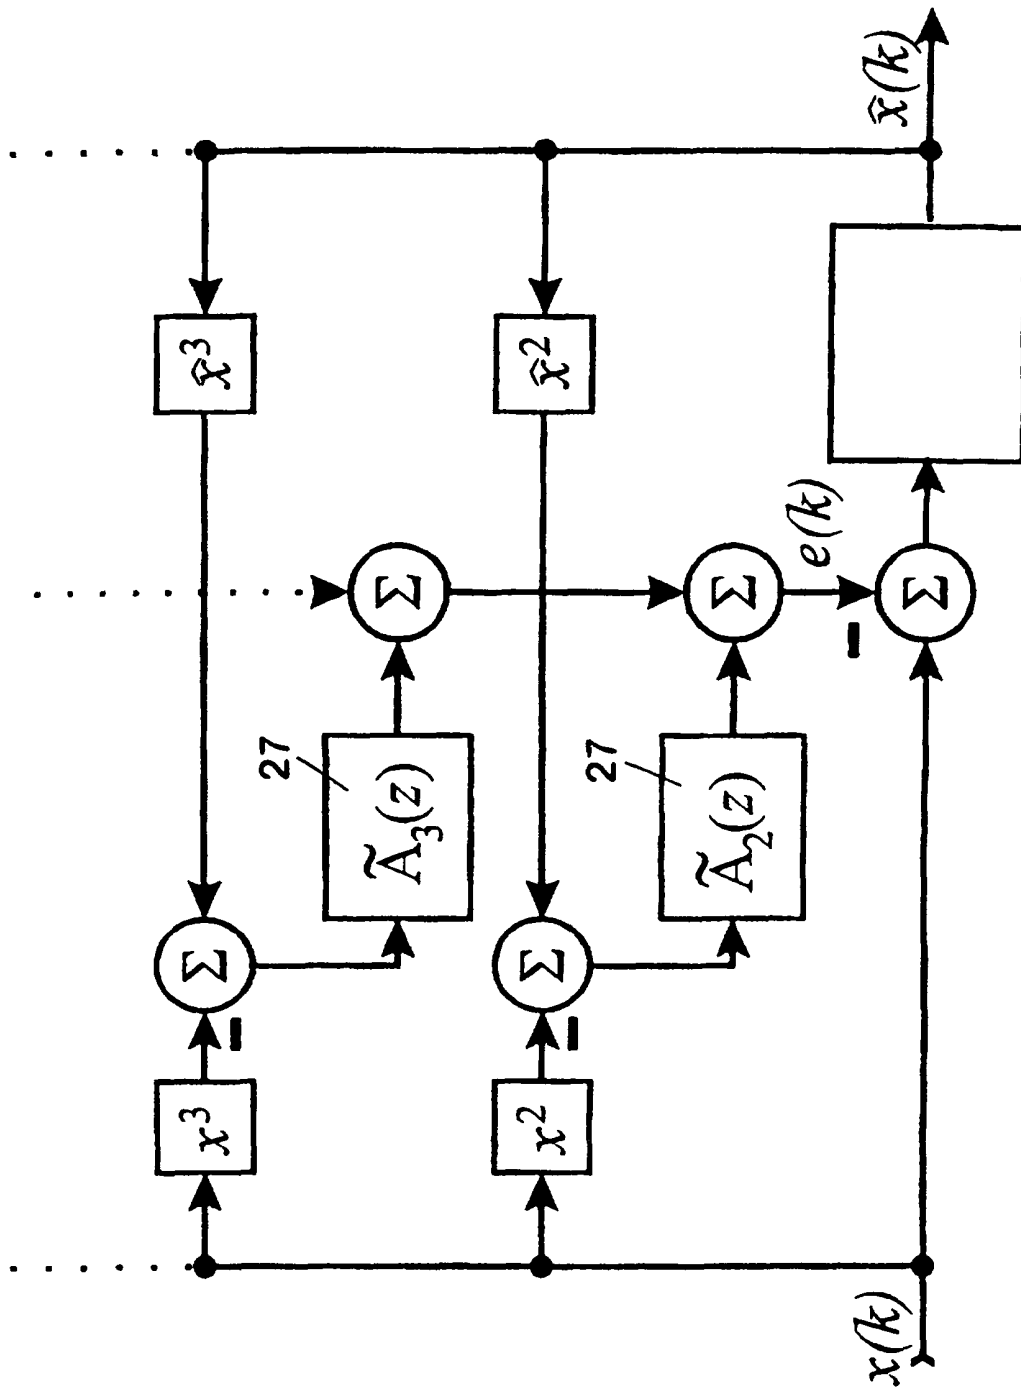 x(k)
x³
x²
Σ
Σ
27
Ã₃(z)
27
Ã₂(z)
Σ
Σ
e(k)
Σ
x̂³
x̂²
x̂(k)